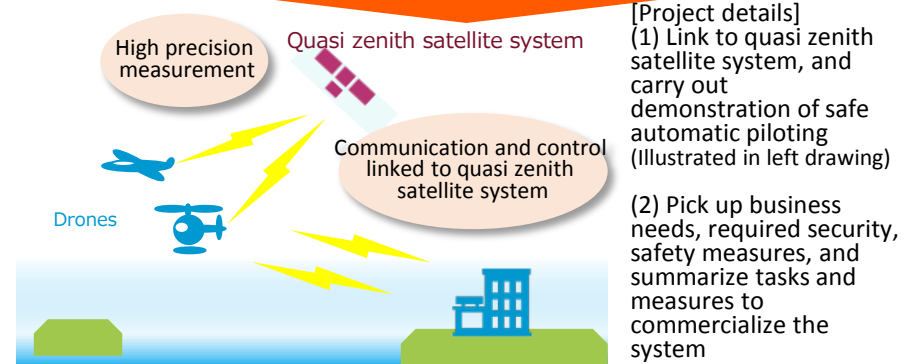 High precision
measurement
Quasi zenith satellite system
Communication and control
linked to quasi zenith
satellite system
Drones
[Project details]
(1) Link to quasi zenith
satellite system, and
carry out
demonstration of safe
automatic piloting
(Illustrated in left drawing)
(2) Pick up business
needs, required security,
safety measures, and
summarize tasks and
measures to
commercialize the
system